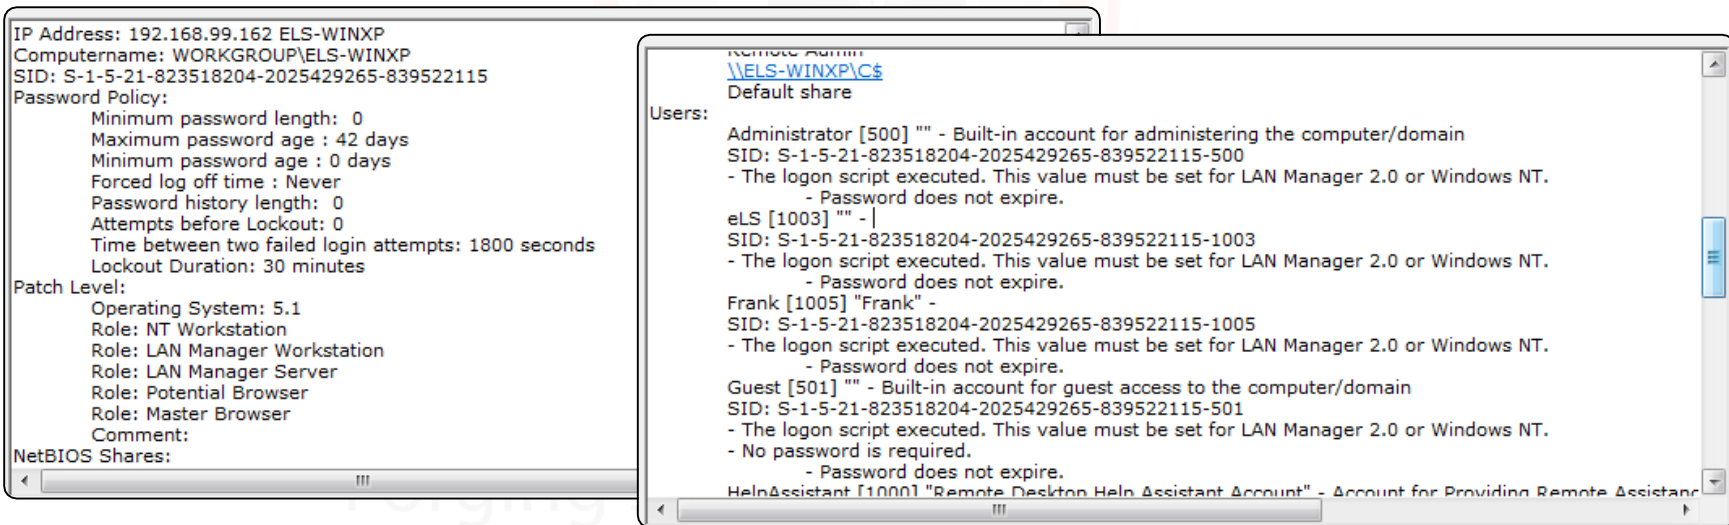 IP Address: 192.168.99.162 ELS-WINXP
Computername: WORKGROUP\ELS-WINXP
SID: S-1-5-21-823518204-2025429265-839522115
Password Policy:
Minimum password length:  0
Maximum password age : 42 days
Minimum password age : 0 days
Forced log off time : Never
Password history length:  0
Attempts before Lockout: 0
Time between two failed login attempts: 1800 seconds
Lockout Duration: 30 minutes
Patch Level:
Operating System: 5.1
Role: NT Workstation
Role: LAN Manager Workstation
Role: LAN Manager Server
Role: Potential Browser
Role: Master Browser
Comment:
NetBIOS Shares:
Remote Admin
\\ELS-WINXP\C$
Default share
Users:
Administrator [500] "" - Built-in account for administering the computer/domain
SID: S-1-5-21-823518204-2025429265-839522115-500
- The logon script executed. This value must be set for LAN Manager 2.0 or Windows NT.
- Password does not expire.
eLS [1003] "" -
SID: S-1-5-21-823518204-2025429265-839522115-1003
- The logon script executed. This value must be set for LAN Manager 2.0 or Windows NT.
- Password does not expire.
Frank [1005] "Frank" -
SID: S-1-5-21-823518204-2025429265-839522115-1005
- The logon script executed. This value must be set for LAN Manager 2.0 or Windows NT.
- Password does not expire.
Guest [501] "" - Built-in account for guest access to the computer/domain
SID: S-1-5-21-823518204-2025429265-839522115-501
- The logon script executed. This value must be set for LAN Manager 2.0 or Windows NT.
- No password is required.
- Password does not expire.
HelpAssistant [1000] "Remote Desktop Help Assistant Account" - Account for Providing Remote Assistanc
Forging